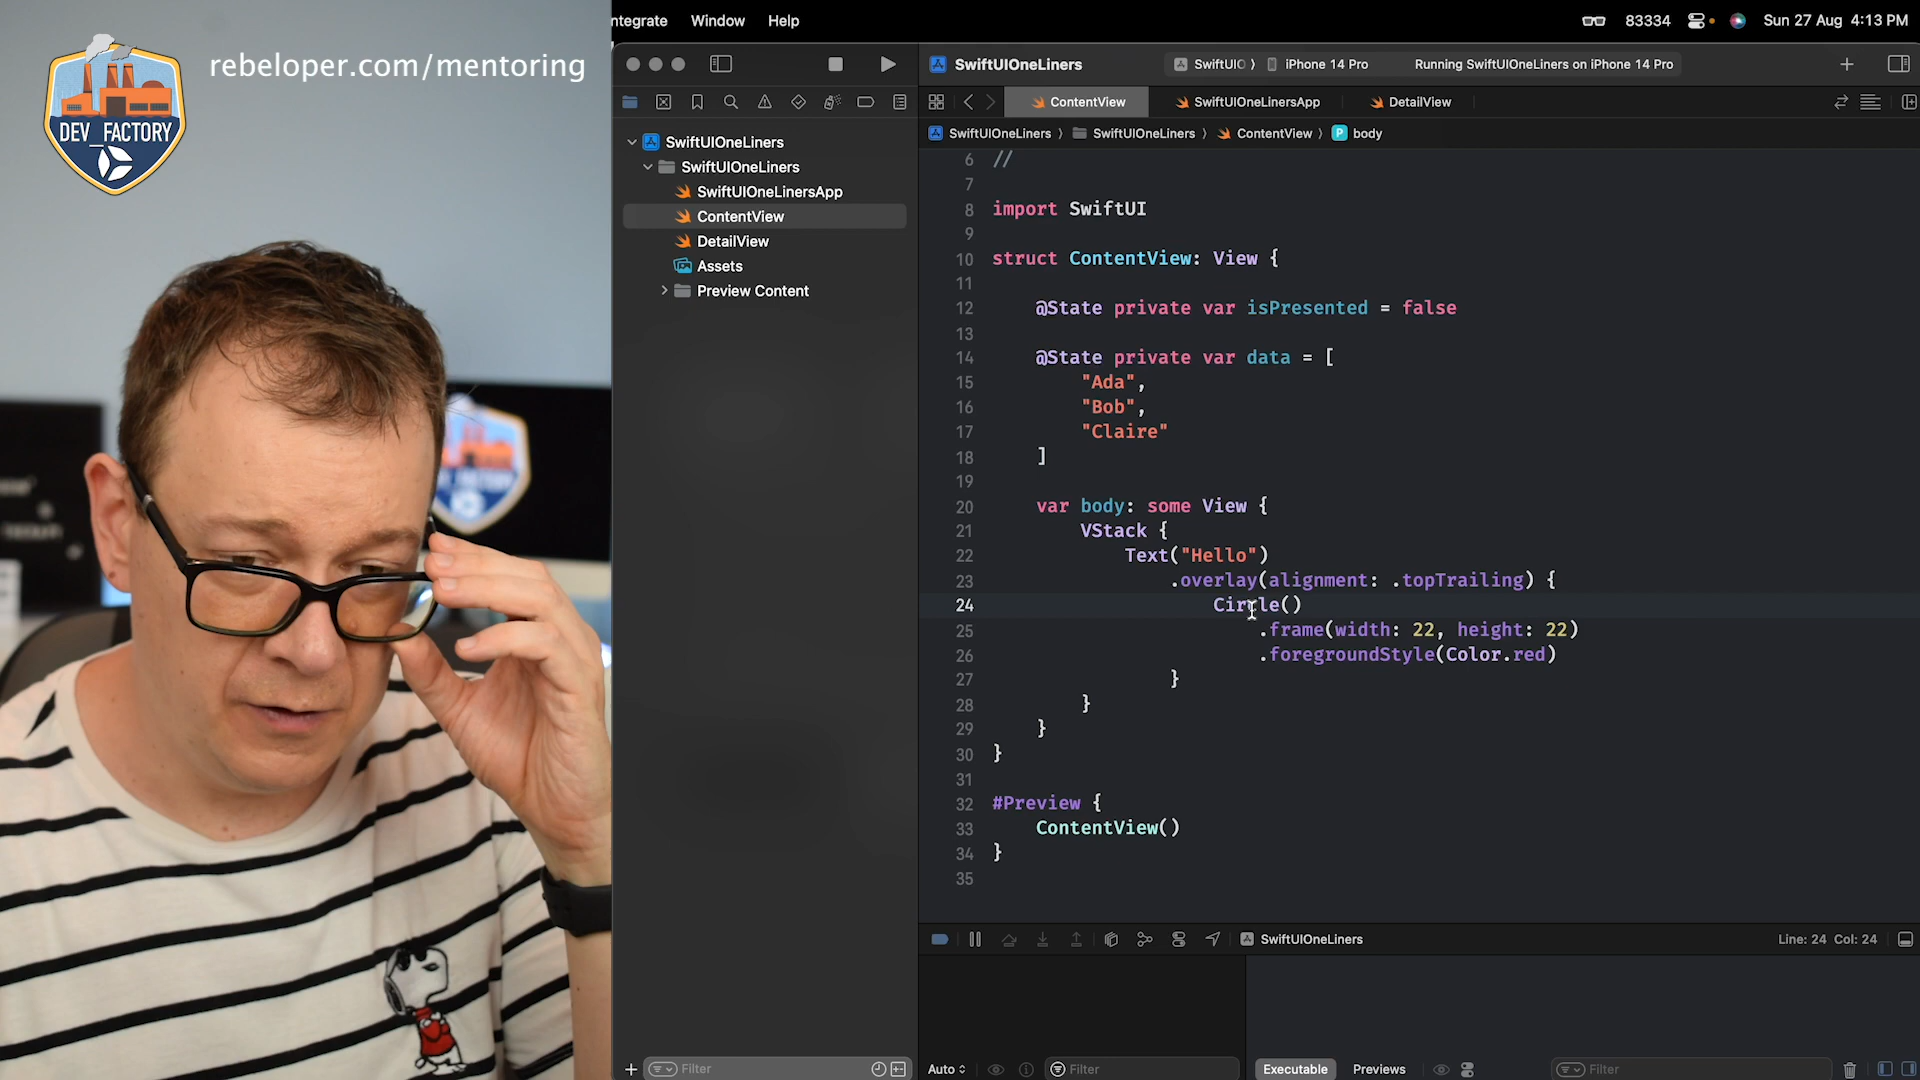 DEV_FACTORY
rebeloper.com/mentoring
ntegrate Window Help
83334 Sun 27 Aug 4:13 PM
SwiftUIOneLiners
SwiftUIO ⟩ iPhone 14 Pro Running SwiftUIOneLiners on iPhone 14 Pro
ContentView SwiftUIOneLinersApp DetailView
SwiftUIOneLiners ⟩ SwiftUIOneLiners ⟩ ContentView ⟩ P body
SwiftUIOneLiners
SwiftUIOneLiners
SwiftUIOneLinersApp
ContentView
DetailView
Assets
Preview Content
6 //
7
8 import SwiftUI
9
10 struct ContentView: View {
11
12 @State private var isPresented = false
13
14 @State private var data = [
15 "Ada",
16 "Bob",
17 "Claire"
18 ]
19
20 var body: some View {
21 VStack {
22 Text("Hello")
23 .overlay(alignment: .topTrailing) {
24 Circle()
25 .frame(width: 22, height: 22)
26 .foregroundStyle(Color.red)
27 }
28 }
29 }
30 }
31
32 #Preview {
33 ContentView()
34 }
35
SwiftUIOneLiners Line: 24 Col: 24
Filter
Auto Filter
Executable Previews Filter